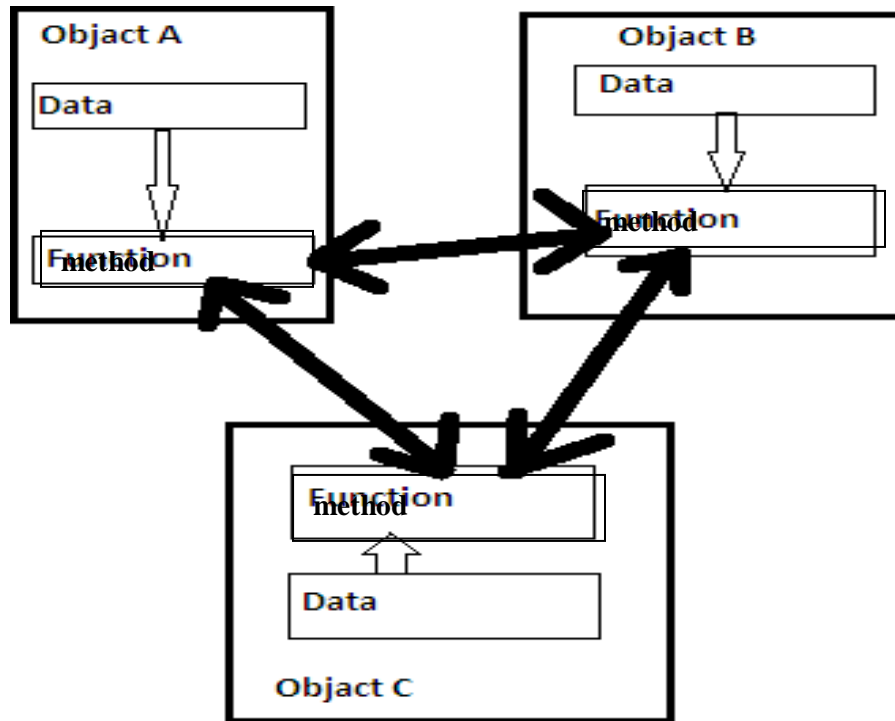 Objact A
Data
Function
method
Objact B
Data
Function
method
Function
method
Data
Objact C